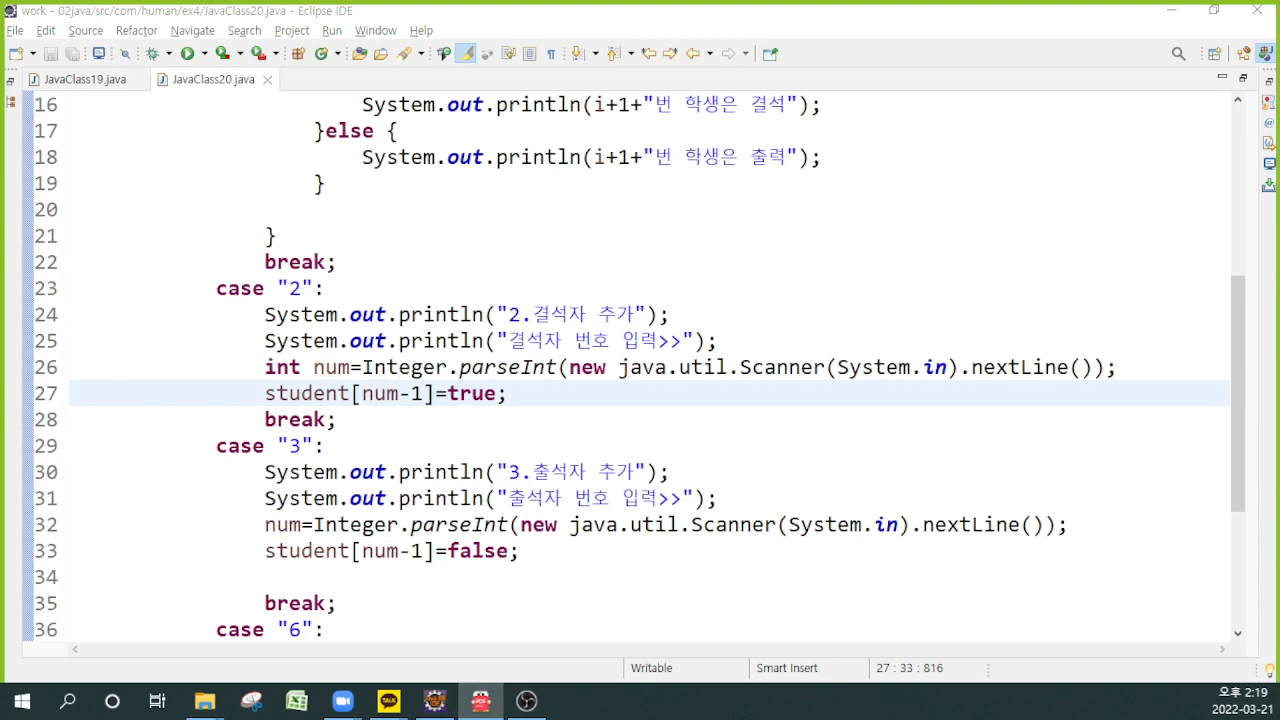 work - 02java/src/com/human/ex4/JavaClass20.java - Eclipse IDE
File Edit Source Refactor Navigate Search Project Run Window Help
JavaClass19.java JavaClass20.java
16 System.out.println(i+1+"번 학생은 결석");
17 }else {
18 System.out.println(i+1+"번 학생은 출력");
19 }
20
21 }
22 break;
23 case "2":
24 System.out.println("2.결석자 추가");
25 System.out.println("결석자 번호 입력>>");
26 int num=Integer.parseInt(new java.util.Scanner(System.in).nextLine());
27 student[num-1]=true;
28 break;
29 case "3":
30 System.out.println("3.출석자 추가");
31 System.out.println("출석자 번호 입력>>");
32 num=Integer.parseInt(new java.util.Scanner(System.in).nextLine());
33 student[num-1]=false;
34
35 break;
36 case "6":
Writable Smart Insert 27 : 33 : 816
TALK
PDF
오후 2:19
2022-03-21